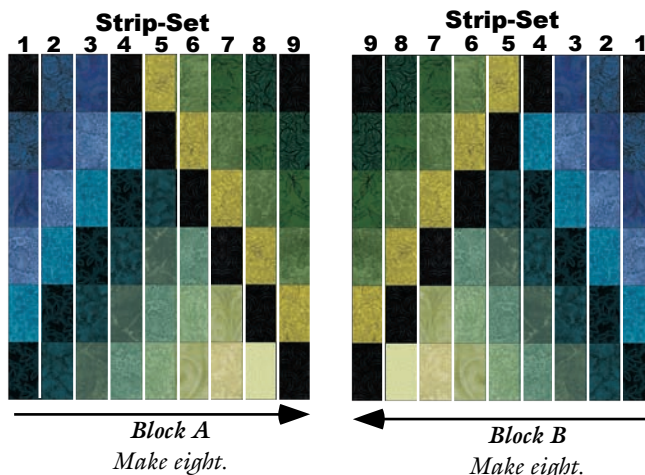 Strip-Set
1 2 3 4 5 6 7 8 9
Block A
Make eight.
Strip-Set
9 8 7 6 5 4 3 2 1
Block B
Make eight.